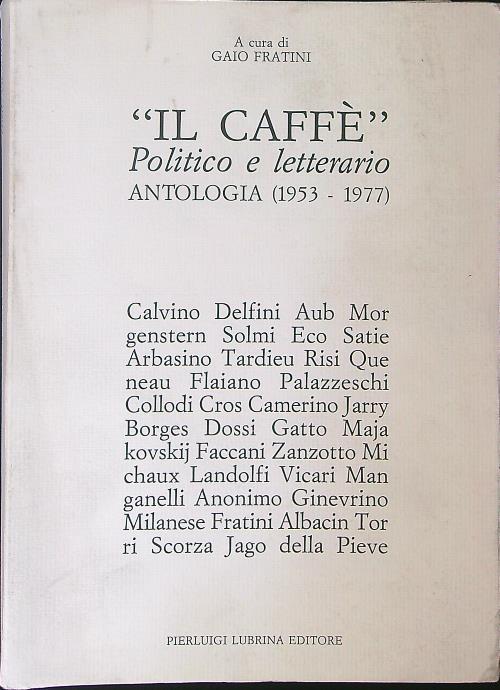 A cura di
GAIO FRATINI
“IL CAFFÈ”
Politico e letterario
ANTOLOGIA (1953 - 1977)
Calvino Delfini Aub Mor
genstern Solmi Eco Satie
Arbasino Tardieu Risi Que
neau Flaiano Palazzeschi
Collodi Cros Camerino Jarry
Borges Dossi Gatto Maja
kovskij Faccani Zanzotto Mi
chaux Landolfi Vicari Man
ganelli Anonimo Ginevrino
Milanese Fratini Albacin Tor
ri Scorza Jago della Pieve
PIERLUIGI LUBRINA EDITORE